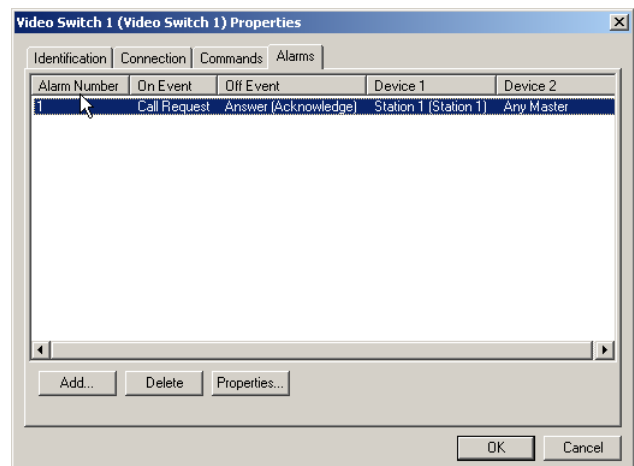 Video Switch 1 (Video Switch 1) Properties
Identification Connection Commands Alarms
Alarm Number On Event Off Event Device 1 Device 2
1 Call Request Answer (Acknowledge) Station 1 (Station 1) Any Master
Add... Delete Properties...
OK Cancel